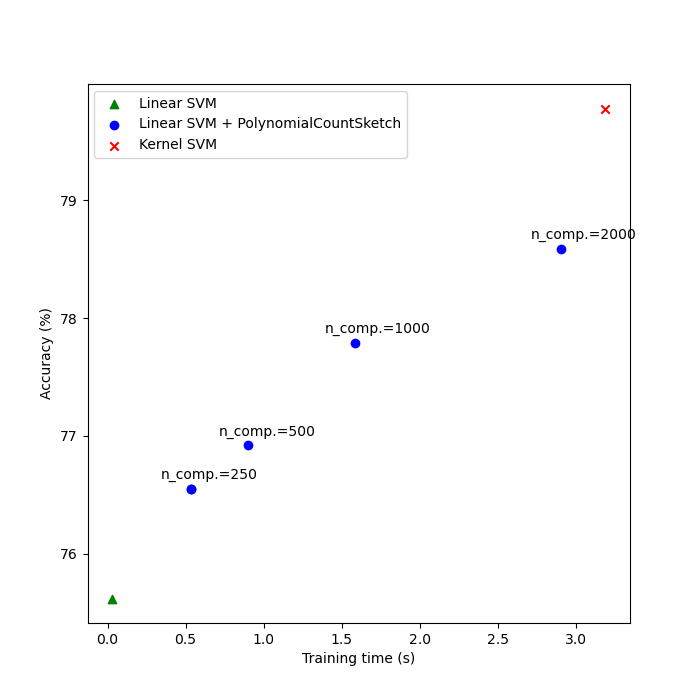 Linear SVM
Linear SVM + PolynomialCountSketch
Kernel SVM
79
n_comp.=2000
78
n_comp.=1000
Accuracy (%)
77
n_comp.=500
n_comp.=250
76
0.0 0.5 1.0 1.5 2.0 2.5 3.0
Training time (s)